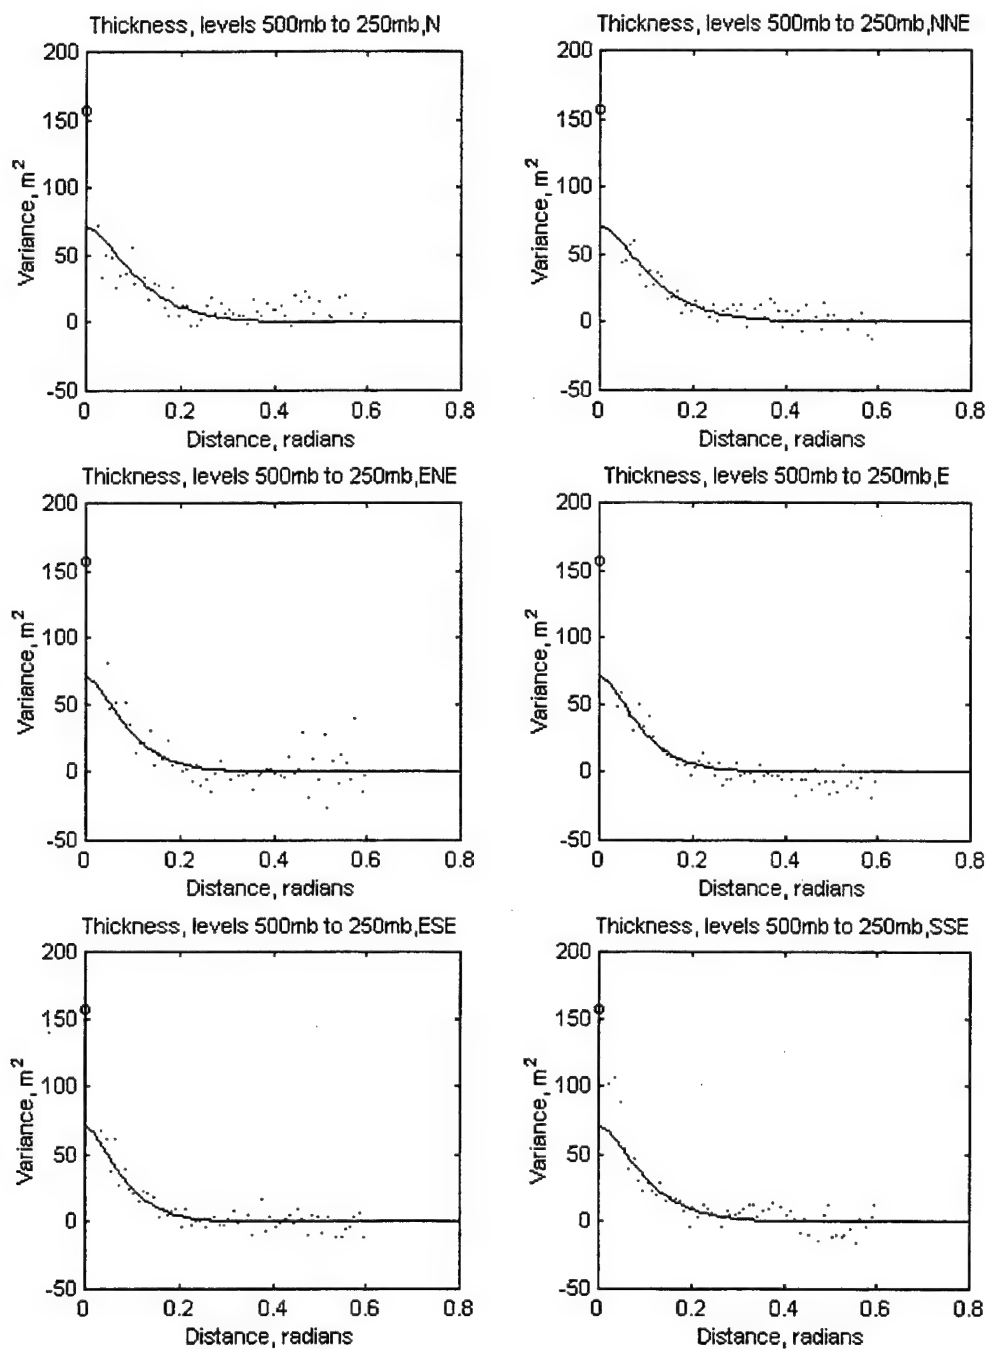 Thickness, levels 500mb to 250mb,N
200
150
100
50
0
-50
Variance, m²
0 0.2 0.4 0.6 0.8
Distance, radians
Thickness, levels 500mb to 250mb,NNE
200
150
100
50
0
-50
Variance, m²
0 0.2 0.4 0.6 0.8
Distance, radians
Thickness, levels 500mb to 250mb,ENE
200
150
100
50
0
-50
Variance, m²
0 0.2 0.4 0.6 0.8
Distance, radians
Thickness, levels 500mb to 250mb,E
200
150
100
50
0
-50
Variance, m²
0 0.2 0.4 0.6 0.8
Distance, radians
Thickness, levels 500mb to 250mb,ESE
200
150
100
50
0
-50
Variance, m²
0 0.2 0.4 0.6 0.8
Distance, radians
Thickness, levels 500mb to 250mb,SSE
200
150
100
50
0
-50
Variance, m²
0 0.2 0.4 0.6 0.8
Distance, radians